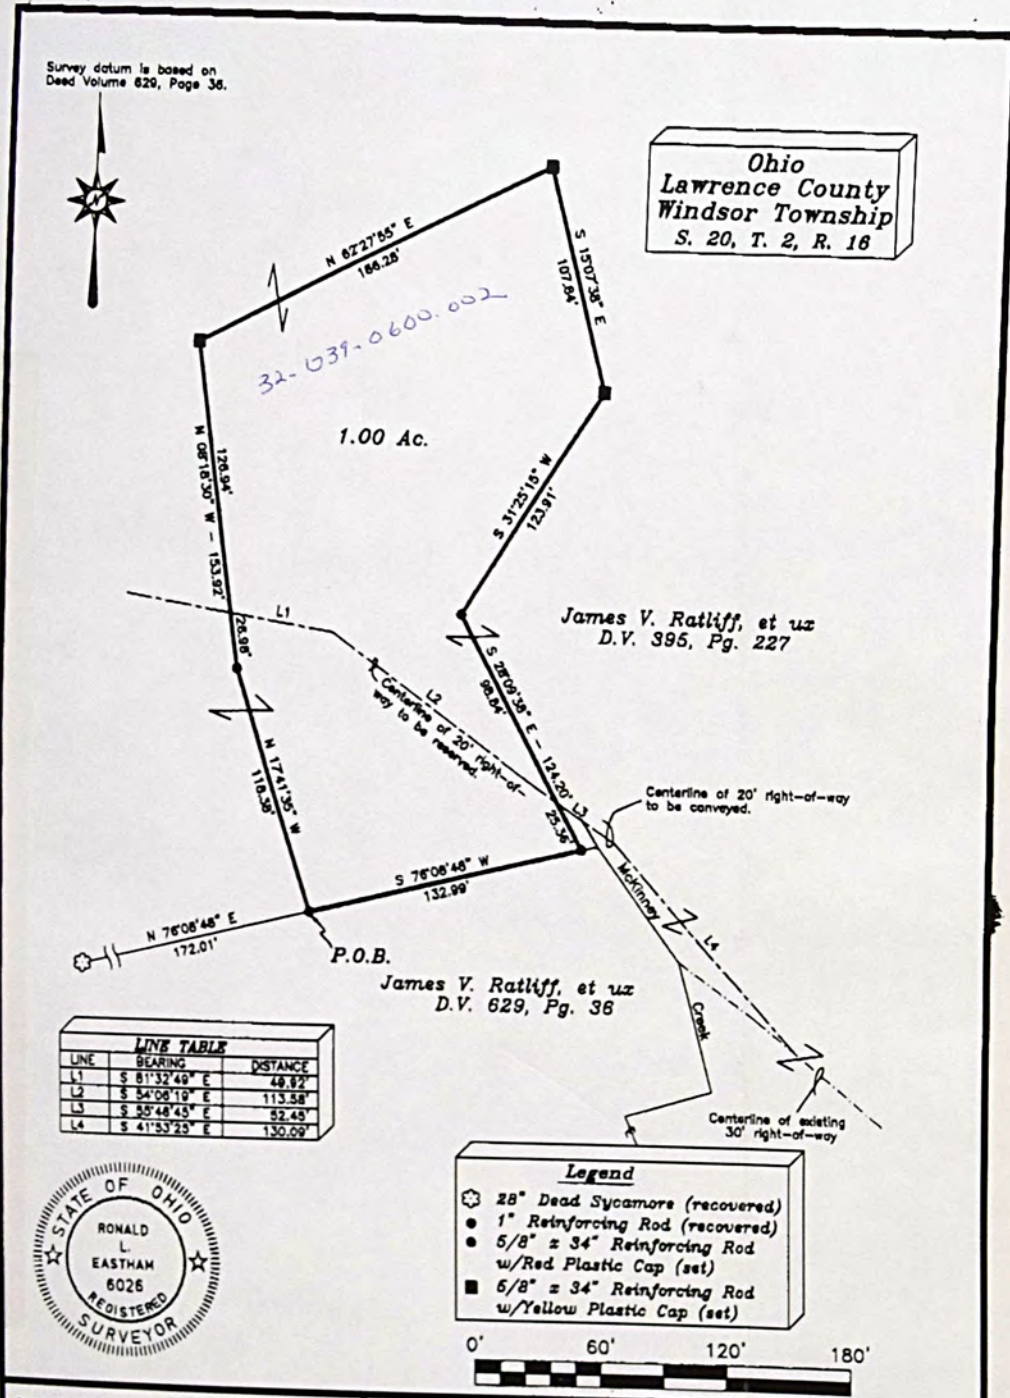 Survey datum is based on
Deed Volume 629, Page 36.
N
Ohio
Lawrence County
Windsor Township
S. 20, T. 2, R. 16
N 62°27'55" E
186.28'
S 15°07'38" E
107.84'
32-039-0600.002
1.00 Ac.
N 08°18'30" W - 153.92'
126.94'
26.98'
S 31°25'15" W
123.91'
L1
James V. Ratliff, et ux
D.V. 395, Pg. 227
S 28°09'38" E - 124.20'
98.84'
25.36'
L2
Centerline of 20' right-of-
way to be reserved.
N 17°41'35" W
118.38'
L3
Centerline of 20' right-of-way
to be conveyed.
S 76°08'48" W
132.99'
McKinney
L4
N 76°08'48" E
172.01'
P.O.B.
James V. Ratliff, et ux
D.V. 629, Pg. 36
Creek
LINE TABLE
LINE BEARING DISTANCE
L1 S 81°32'49" E 49.92'
L2 S 54°06'19" E 113.58'
L3 S 55°48'45" E 52.45'
L4 S 41°53'25" E 130.09'
Centerline of existing
30' right-of-way
STATE OF OHIO
RONALD
L.
EASTHAM
6026
REGISTERED
SURVEYOR
Legend
28" Dead Sycamore (recovered)
1" Reinforcing Rod (recovered)
5/8" x 34" Reinforcing Rod
w/Red Plastic Cap (set)
5/8" x 34" Reinforcing Rod
w/Yellow Plastic Cap (set)
0' 60' 120' 180'